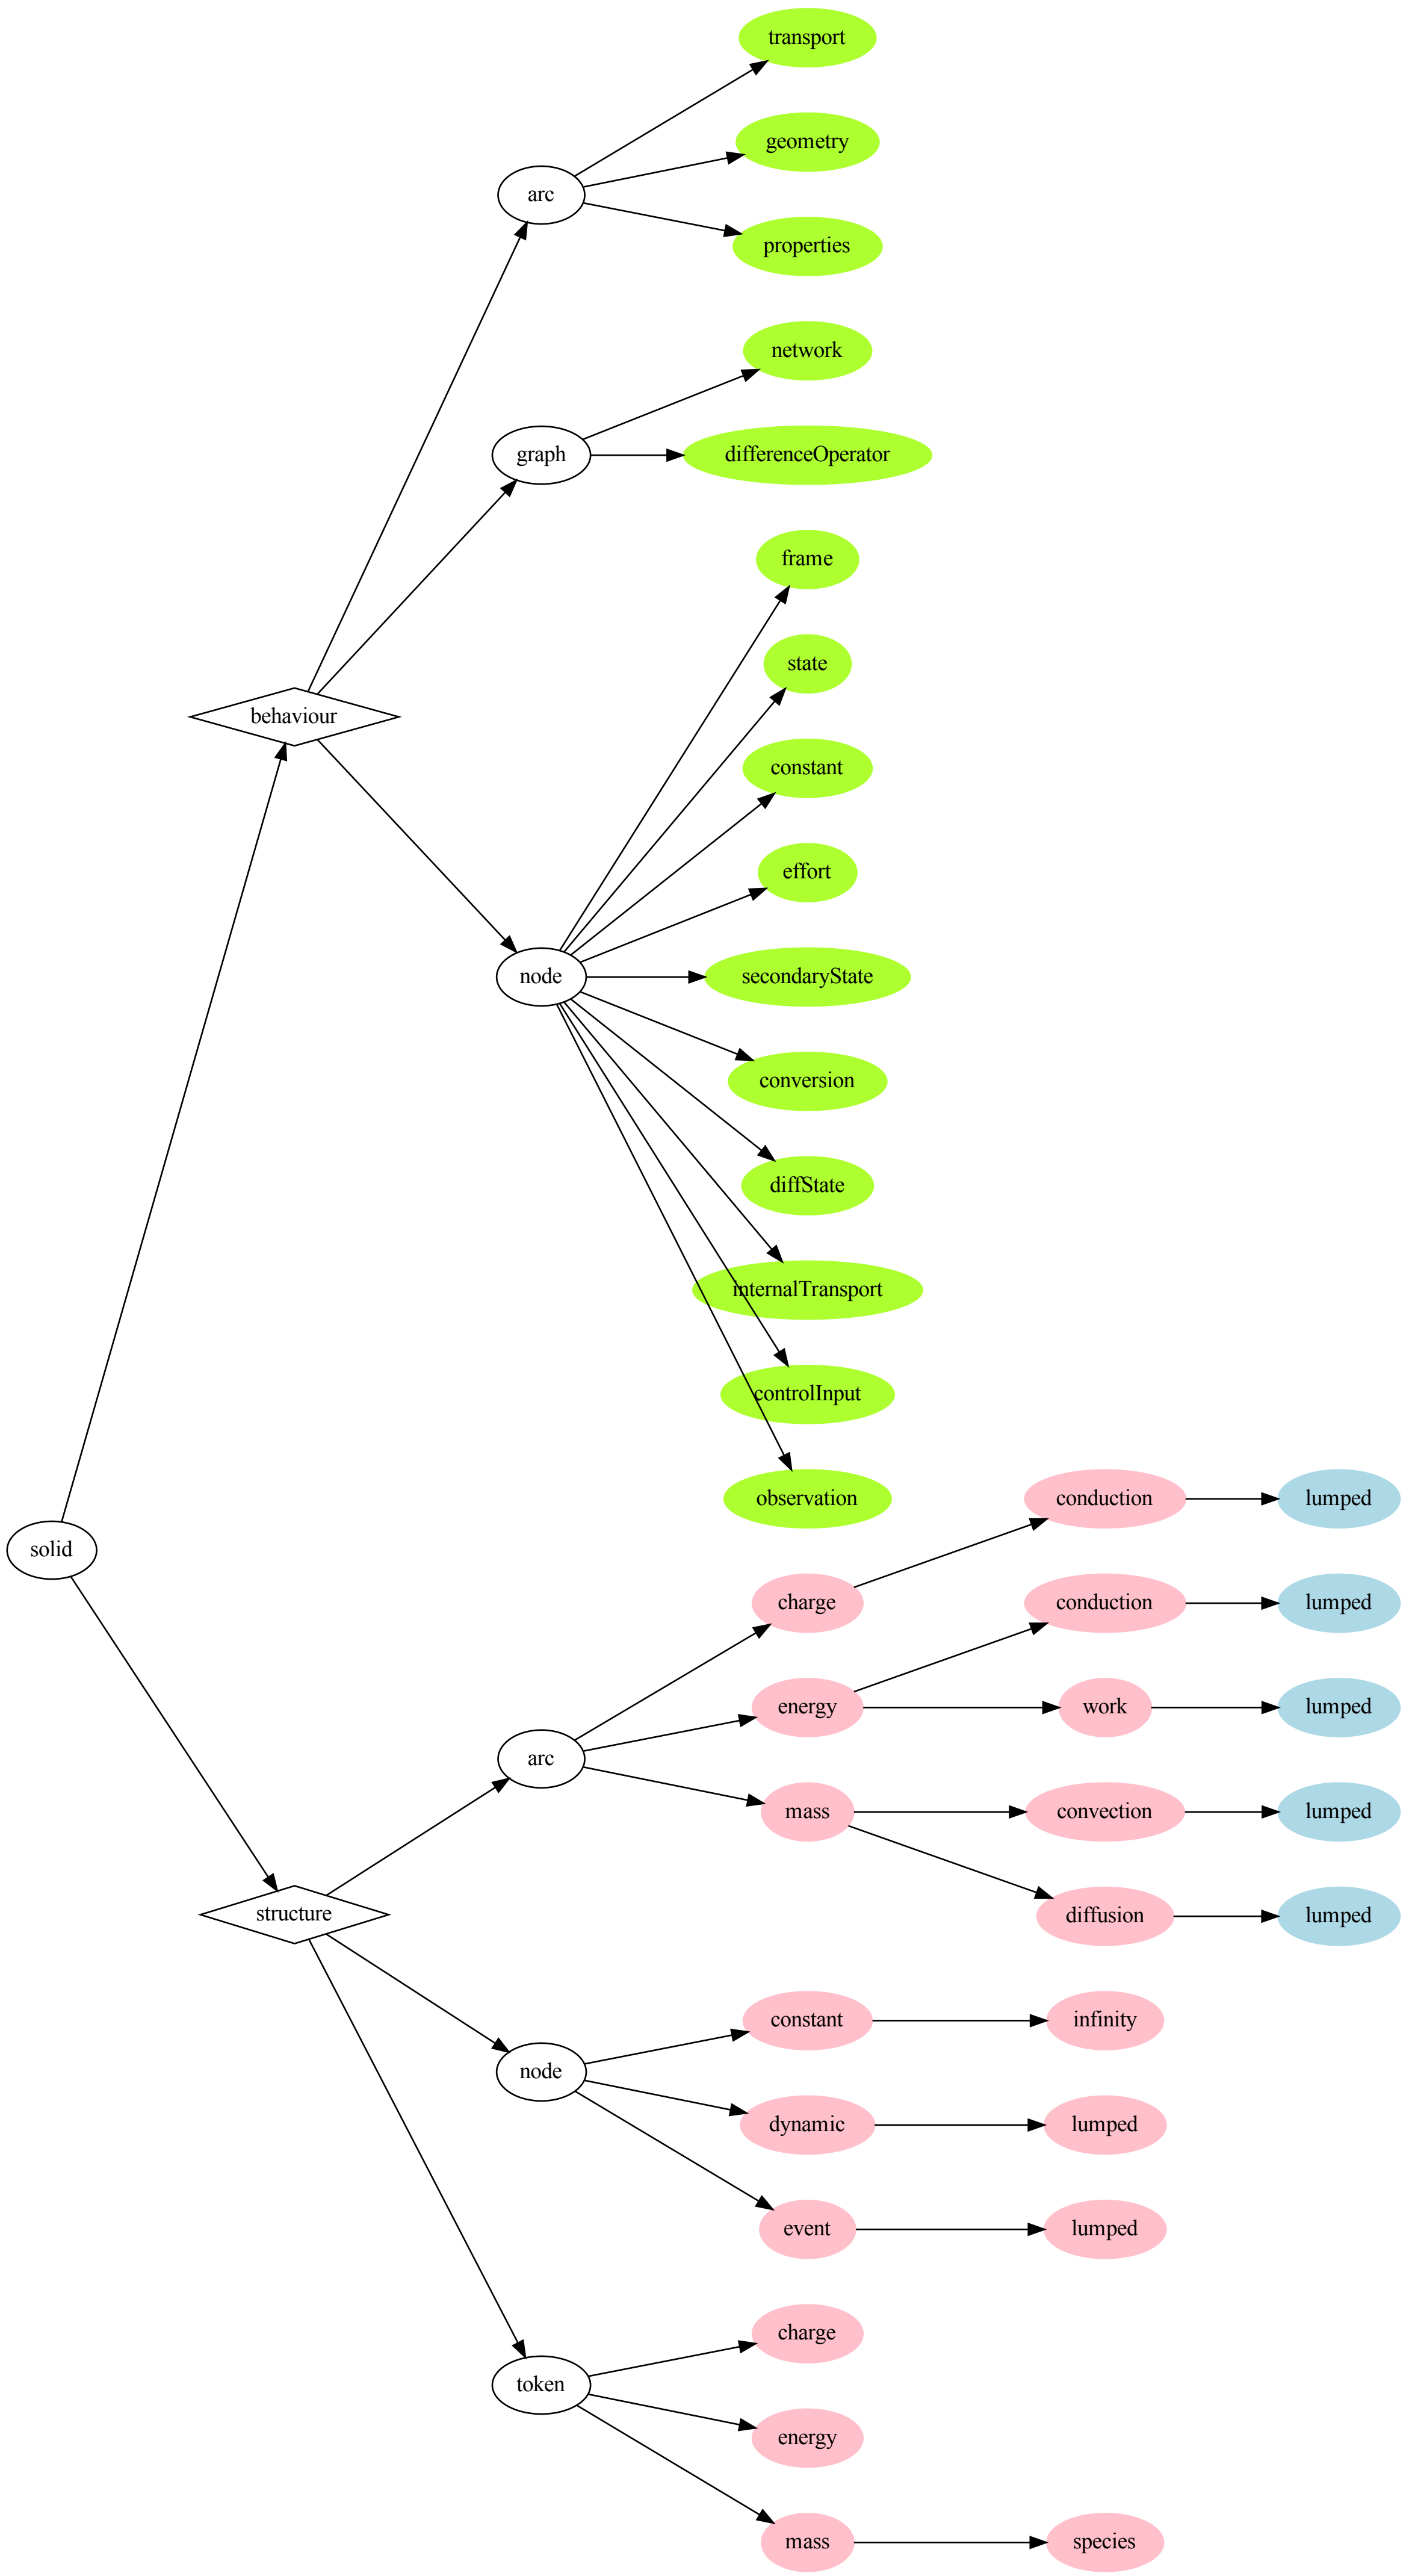 transport
geometry
arc
properties
network
graph
differenceOperator
frame
state
behaviour
constant
effort
node
secondaryState
conversion
diffState
internalTransport
controlInput
observation
conduction
lumped
solid
charge
conduction
lumped
energy
work
lumped
arc
mass
convection
lumped
structure
diffusion
lumped
constant
infinity
node
dynamic
lumped
event
lumped
charge
token
energy
mass
species